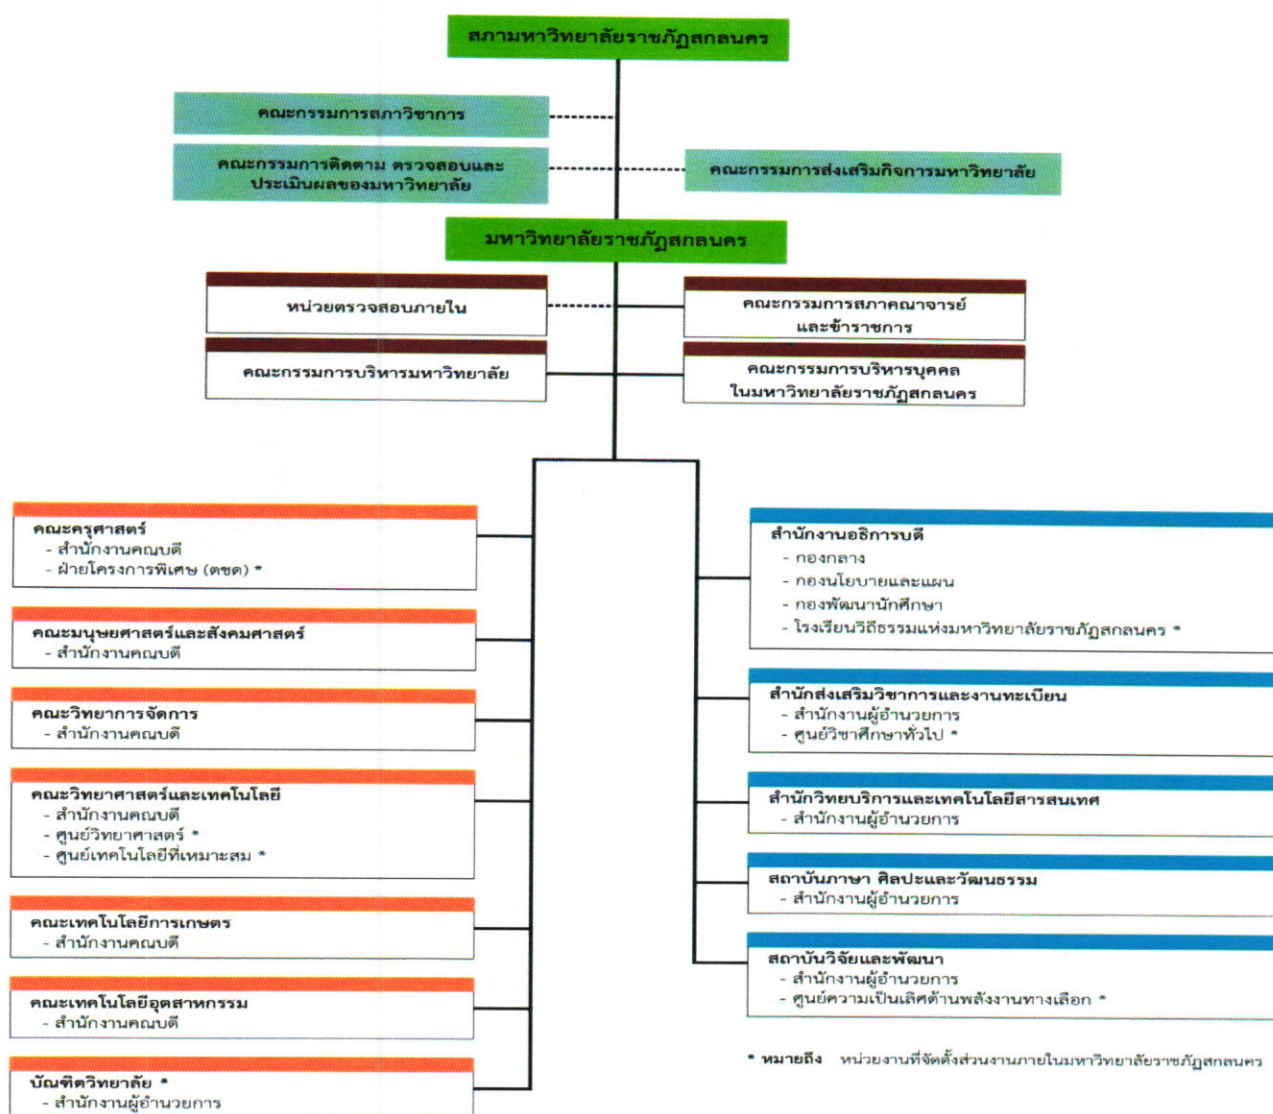 สภามหาวิทยาลัยราชภัฏสกลนคร
คณะกรรมการสภาวิชาการ
คณะกรรมการติดตาม ตรวจสอบและ
ประเมินผลของมหาวิทยาลัย
คณะกรรมการส่งเสริมกิจการมหาวิทยาลัย
มหาวิทยาลัยราชภัฏสกลนคร
หน่วยตรวจสอบภายใน
คณะกรรมการสภาคณาจารย์
และข้าราชการ
คณะกรรมการบริหารมหาวิทยาลัย
คณะกรรมการบริหารบุคคล
ในมหาวิทยาลัยราชภัฏสกลนคร
คณะครุศาสตร์
- สำนักงานคณบดี
- ฝ่ายโครงการพิเศษ (ตชด) *
คณะมนุษยศาสตร์และสังคมศาสตร์
- สำนักงานคณบดี
คณะวิทยาการจัดการ
- สำนักงานคณบดี
คณะวิทยาศาสตร์และเทคโนโลยี
- สำนักงานคณบดี
- ศูนย์วิทยาศาสตร์ *
- ศูนย์เทคโนโลยีที่เหมาะสม *
คณะเทคโนโลยีการเกษตร
- สำนักงานคณบดี
คณะเทคโนโลยีอุตสาหกรรม
- สำนักงานคณบดี
บัณฑิตวิทยาลัย *
- สำนักงานผู้อำนวยการ
สำนักงานอธิการบดี
- กองกลาง
- กองนโยบายและแผน
- กองพัฒนานักศึกษา
- โรงเรียนวิถีธรรมแห่งมหาวิทยาลัยราชภัฏสกลนคร *
สำนักส่งเสริมวิชาการและงานทะเบียน
- สำนักงานผู้อำนวยการ
- ศูนย์วิชาศึกษาทั่วไป *
สำนักวิทยบริการและเทคโนโลยีสารสนเทศ
- สำนักงานผู้อำนวยการ
สถาบันภาษา ศิลปะและวัฒนธรรม
- สำนักงานผู้อำนวยการ
สถาบันวิจัยและพัฒนา
- สำนักงานผู้อำนวยการ
- ศูนย์ความเป็นเลิศด้านพลังงานทางเลือก *
* หมายถึง หน่วยงานที่จัดตั้งส่วนงานภายในมหาวิทยาลัยราชภัฏสกลนคร